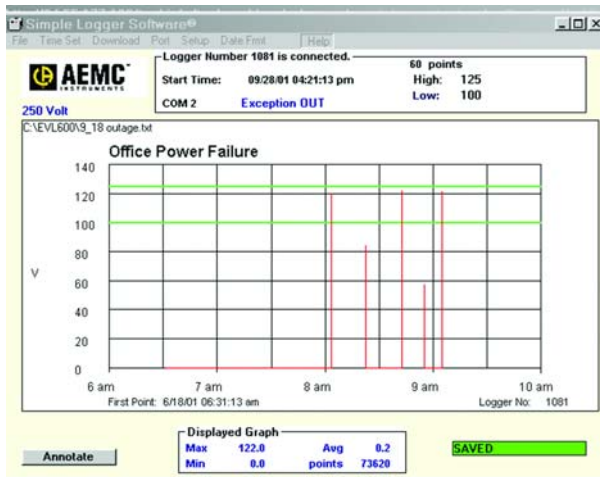 Simple Logger Software®
File Time Set Download Port Setup Date Fmtt Help
AEMC
INSTRUMENTS
250 Volt
Logger Number 1081 is connected.
Start Time: 09/28/01 04:21:13 pm
COM 2 Exception OUT
60 points
High: 125
Low: 100
C:\EVL600\9_18 outage.txt
Office Power Failure
140
120
100
80
V
60
40
20
0
6 am 7 am 8 am 9 am 10 am
First Point: 6/18/01 06:31:13 am Logger No: 1081
Displayed Graph
Max 122.0 Avg 0.2
Min 0.0 points 73620
Annotate
SAVED